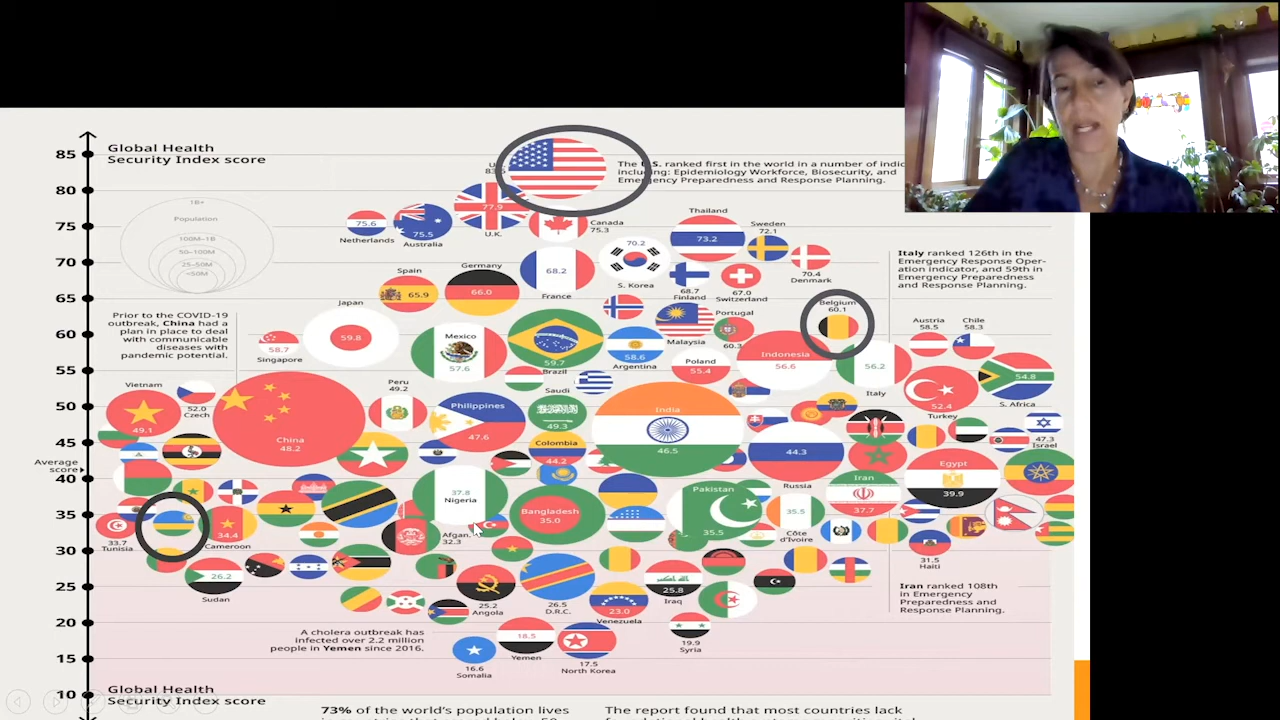 Global Health
Security Index score
85
80
75
70
65
60
55
50
45
40
35
30
25
20
15
10
Average
score
1B+
Population
100M–1B
50–100M
25–50M
<50M
The U.S. ranked first in the world in a number of
including: Epidemiology Workforce, Biosecurity, and
Emergency Preparedness and Response Planning.
77.9
U.K.
75.6
Netherlands
75.5
Australia
Canada
75.3
Thailand
73.2
Sweden
72.1
70.4
Denmark
70.2
S. Korea
68.7
Finland
67.0
Switzerland
68.2
France
Germany
66.0
Spain
65.9
Italy ranked 126th in the
Emergency Response Oper-
ation indicator, and 59th in
Emergency Preparedness
and Response Planning.
Prior to the COVID-19
outbreak, China had a
plan in place to deal
with communicable
diseases with
pandemic potential.
Japan
59.8
58.7
Singapore
Mexico
57.6
59.7
Brazil
58.6
Argentina
Malaysia
Portugal
60.3
Belgium
60.1
Austria
58.5
Chile
58.3
Poland
55.4
Indonesia
56.6
56.2
Italy
52.4
Turkey
54.8
S. Africa
Vietnam
49.1
52.0
Czech
China
48.2
Peru
49.2
Philippines
47.6
Saudi
49.3
Colombia
44.2
India
46.5
44.3
Russia
47.3
Israel
Egypt
39.9
Iran
37.7
37.8
Nigeria
Bangladesh
35.0
Pakistan
35.5
35.5
Côte
d'Ivoire
33.7
Tunisia
34.4
Cameroon
Afgan.
32.3
31.5
Haiti
26.2
Sudan
25.2
Angola
26.5
D.R.C.
23.0
Venezuela
25.8
Iraq
19.9
Syria
Iran ranked 108th
in Emergency
Preparedness and
Response Planning.
A cholera outbreak has
infected over 2.2 million
people in Yemen since 2016.
16.6
Somalia
18.5
Yemen
17.5
North Korea
Global Health
Security Index score
73% of the world's population lives
The report found that most countries lack